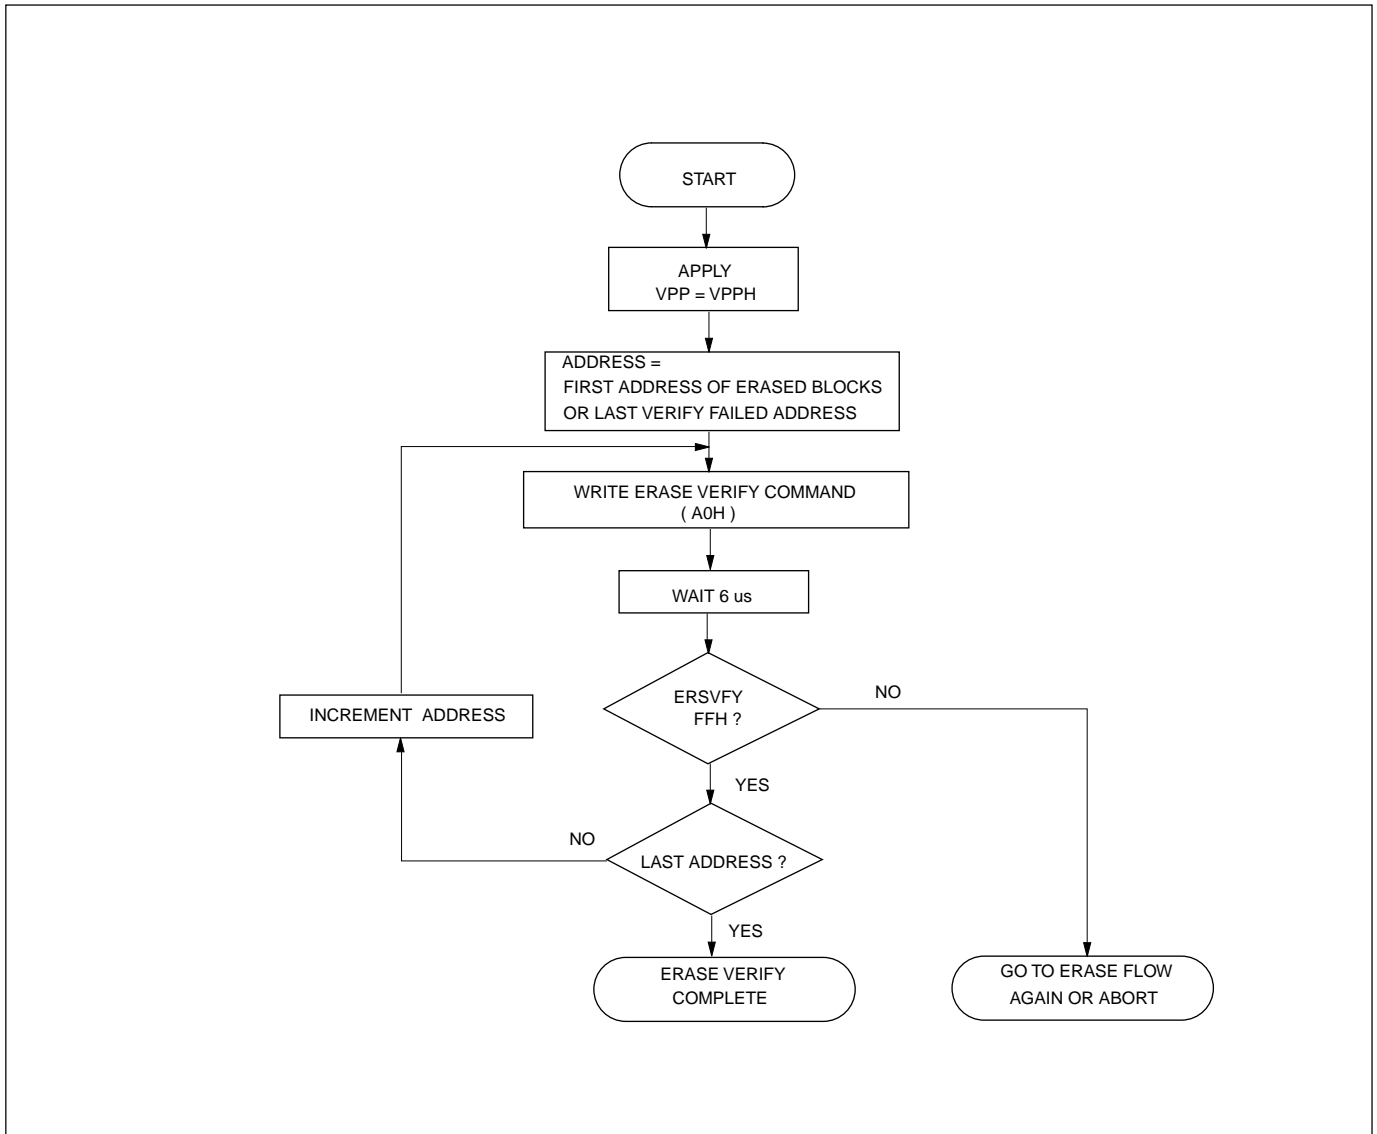 START
APPLY
VPP = VPPH
ADDRESS =
FIRST ADDRESS OF ERASED BLOCKS
OR LAST VERIFY FAILED ADDRESS
WRITE ERASE VERIFY COMMAND
( A0H )
WAIT 6 us
ERSVFY
FFH ?
NO
INCREMENT ADDRESS
YES
NO
LAST ADDRESS ?
YES
ERASE VERIFY
COMPLETE
GO TO ERASE FLOW
AGAIN OR ABORT